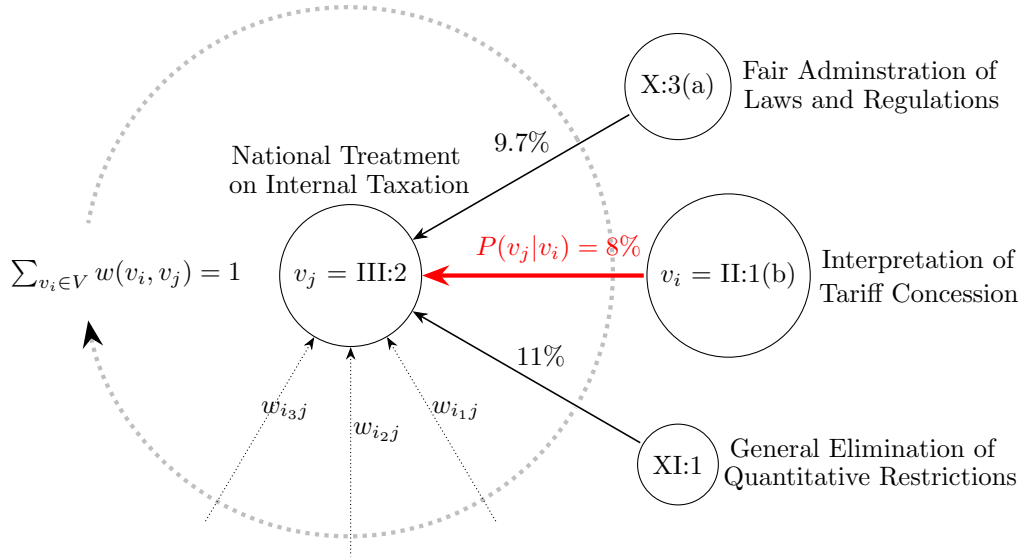 X:3(a)
Fair Adminstration of
Laws and Regulations
9.7%
National Treatment
on Internal Taxation
P(v_j|v_i) = 8%
∑_{v_i∈V} w(v_i, v_j) = 1
v_j = III:2
v_i = II:1(b)
Interpretation of
Tariff Concession
11%
w_{i_3j}
w_{i_2j}
w_{i_1j}
XI:1
General Elimination of
Quantitative Restrictions